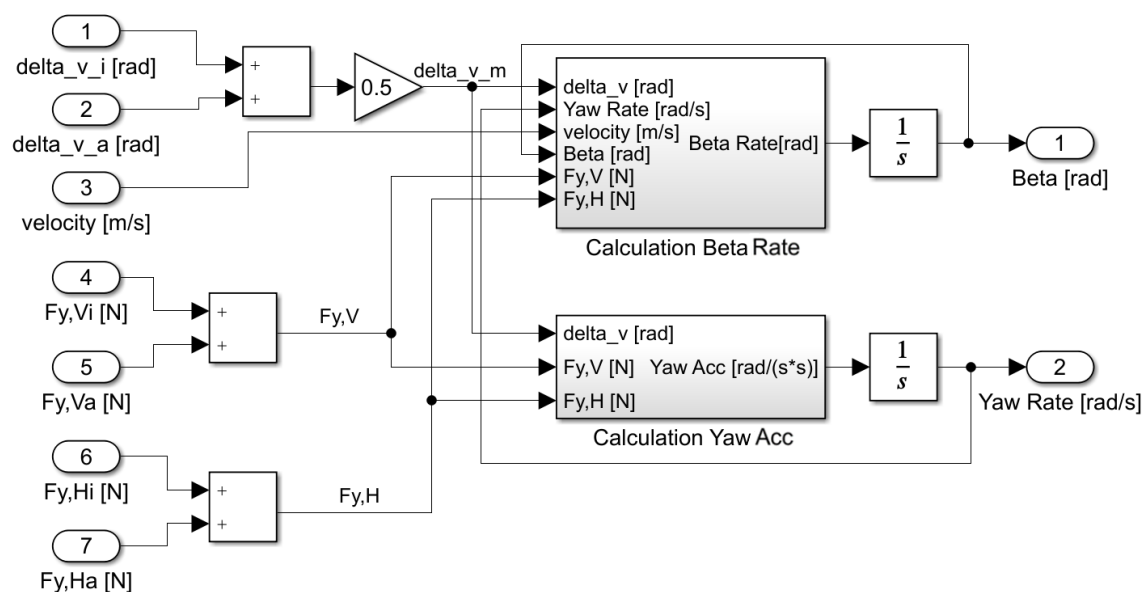 1
delta_v_i [rad]
2
delta_v_a [rad]
3
velocity [m/s]
+
+
0.5
delta_v_m
delta_v [rad]
Yaw Rate [rad/s]
velocity [m/s]
Beta [rad]
Fy,V [N]
Fy,H [N]
Beta Rate[rad]
Calculation Beta Rate
1
s
1
Beta [rad]
4
Fy,Vi [N]
5
Fy,Va [N]
+
+
Fy,V
delta_v [rad]
Fy,V [N]
Fy,H [N]
Yaw Acc [rad/(s*s)]
Calculation Yaw Acc
1
s
2
Yaw Rate [rad/s]
6
Fy,Hi [N]
7
Fy,Ha [N]
+
+
Fy,H